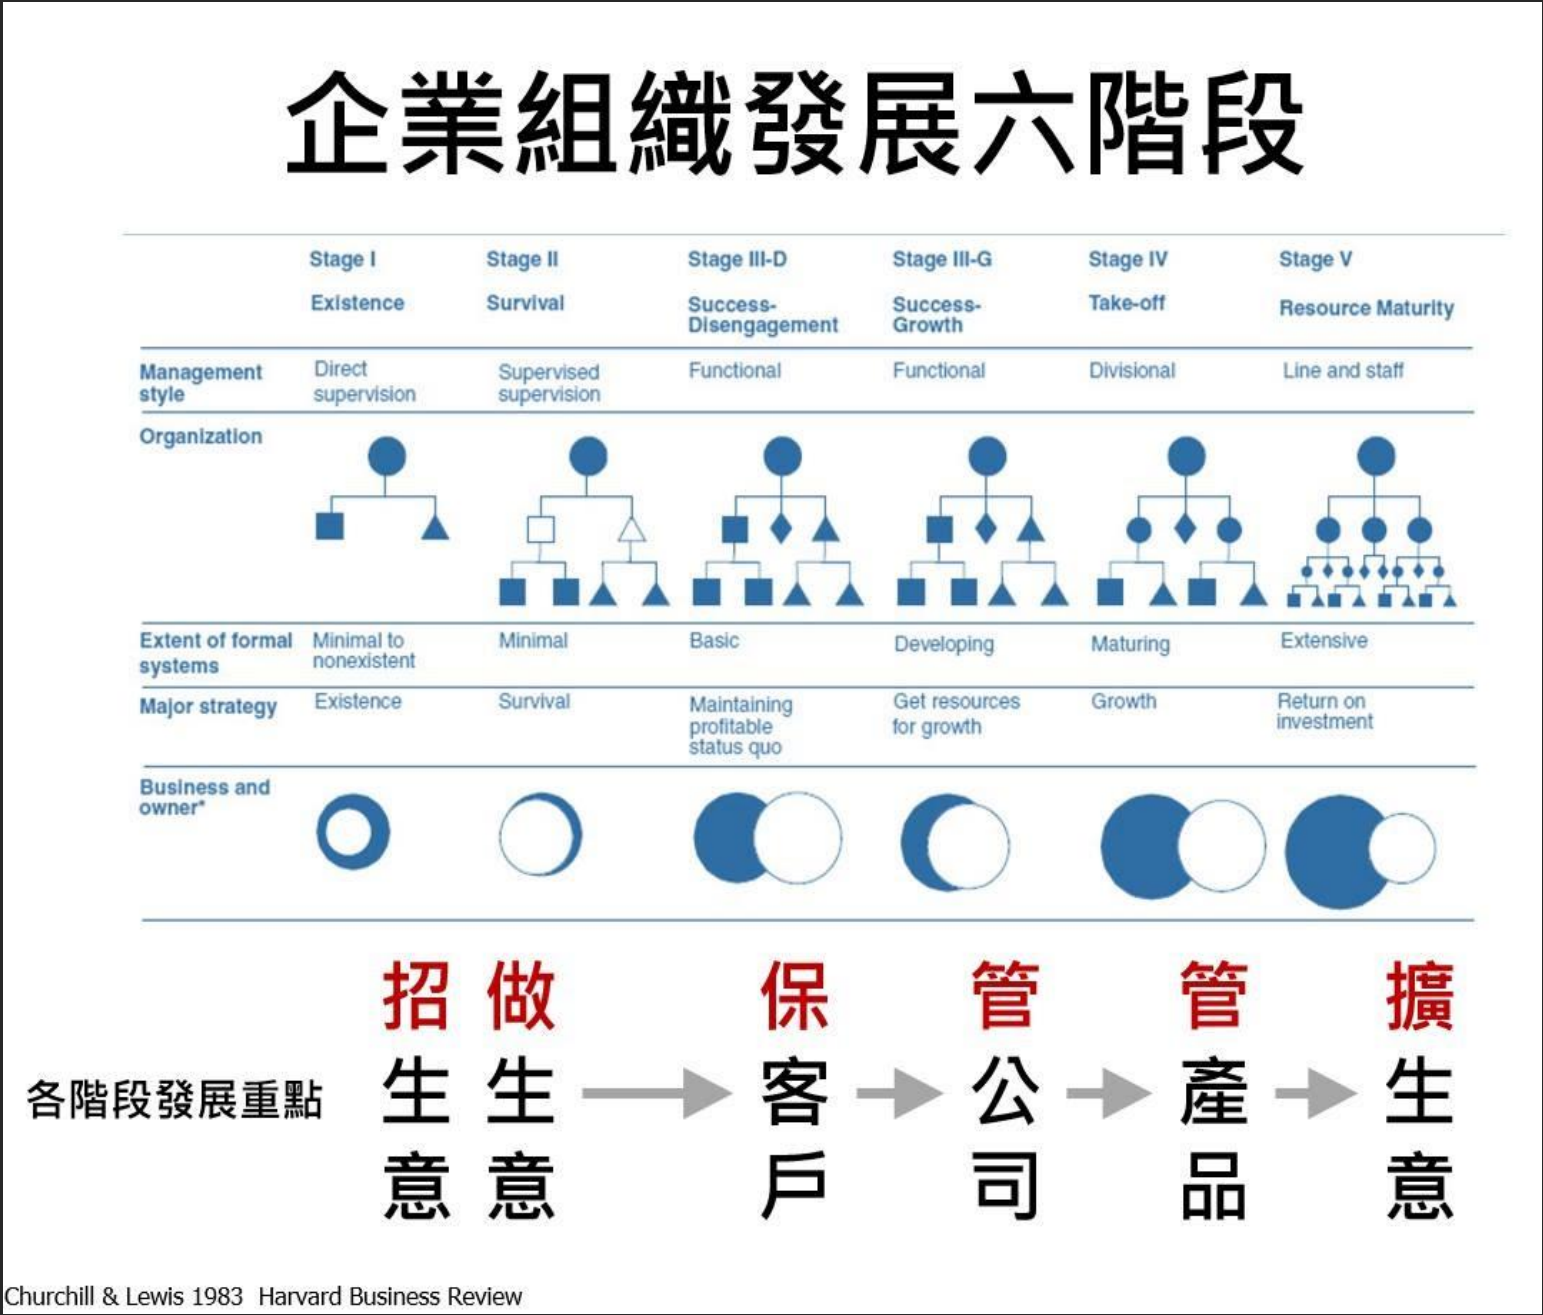 企業組織發展六階段
Stage I
Stage II
Stage III-D
Stage III-G
Stage IV
Stage V
Existence
Survival
Success-
Disengagement
Success-
Growth
Take-off
Resource Maturity
Management
style
Direct
supervision
Supervised
supervision
Functional
Functional
Divisional
Line and staff
Organization
Extent of formal
systems
Minimal to
nonexistent
Minimal
Basic
Developing
Maturing
Extensive
Major strategy
Existence
Survival
Maintaining
profitable
status quo
Get resources
for growth
Growth
Return on
investment
Business and
owner*
各階段發展重點
招生意
做生意
保客戶
管公司
管產品
擴生意
Churchill & Lewis 1983 Harvard Business Review